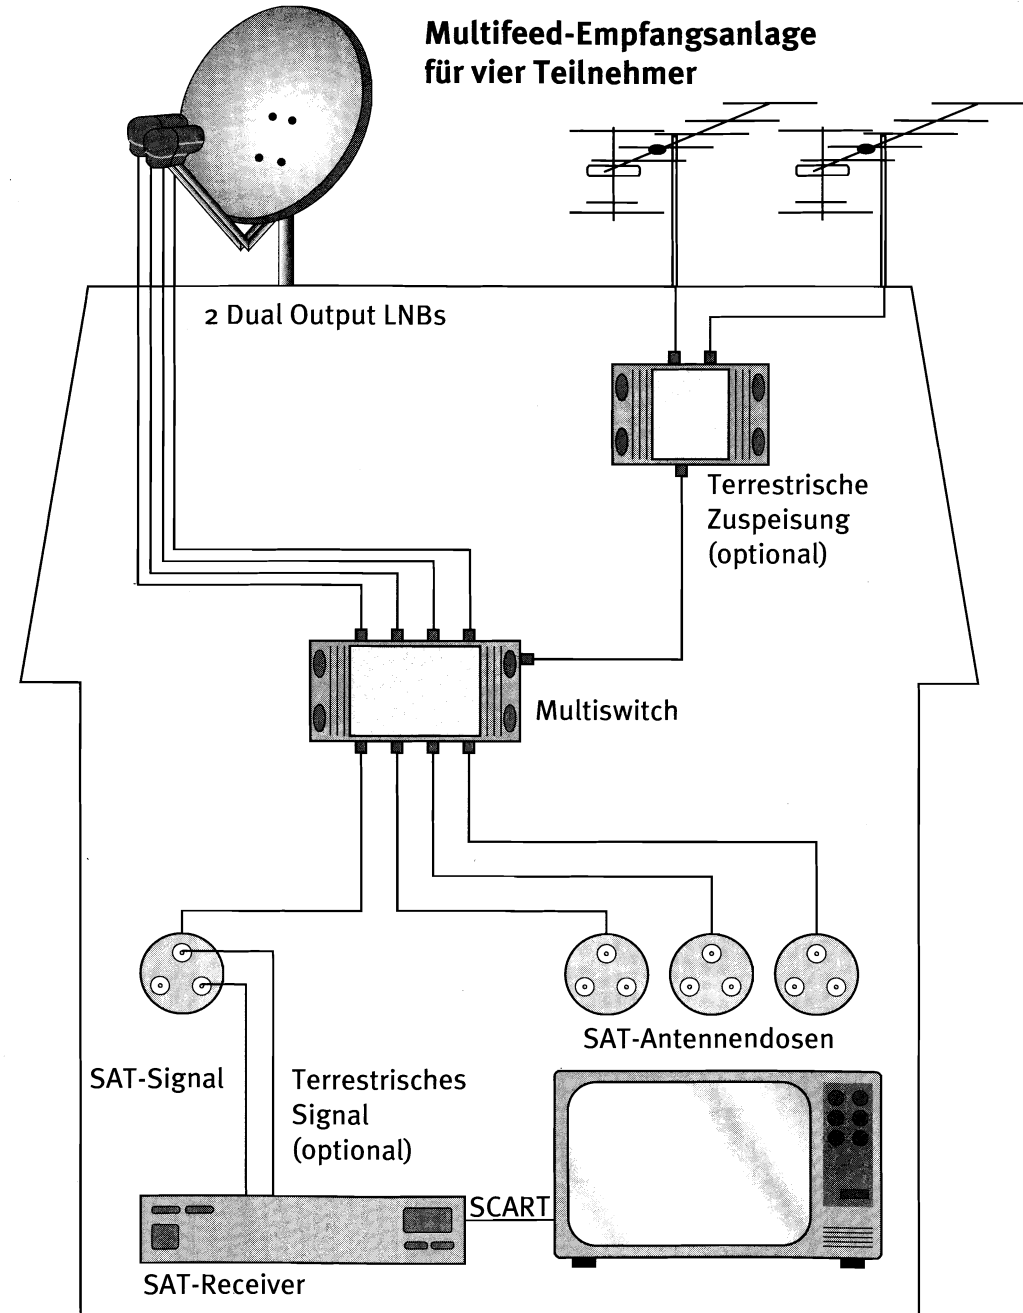 Multifeed-Empfangsanlage
für vier Teilnehmer
2 Dual Output LNBs
Terrestrische
Zuspeisung
(optional)
Multiswitch
SAT-Antennendosen
SAT-Signal
Terrestrisches
Signal
(optional)
SCART
SAT-Receiver